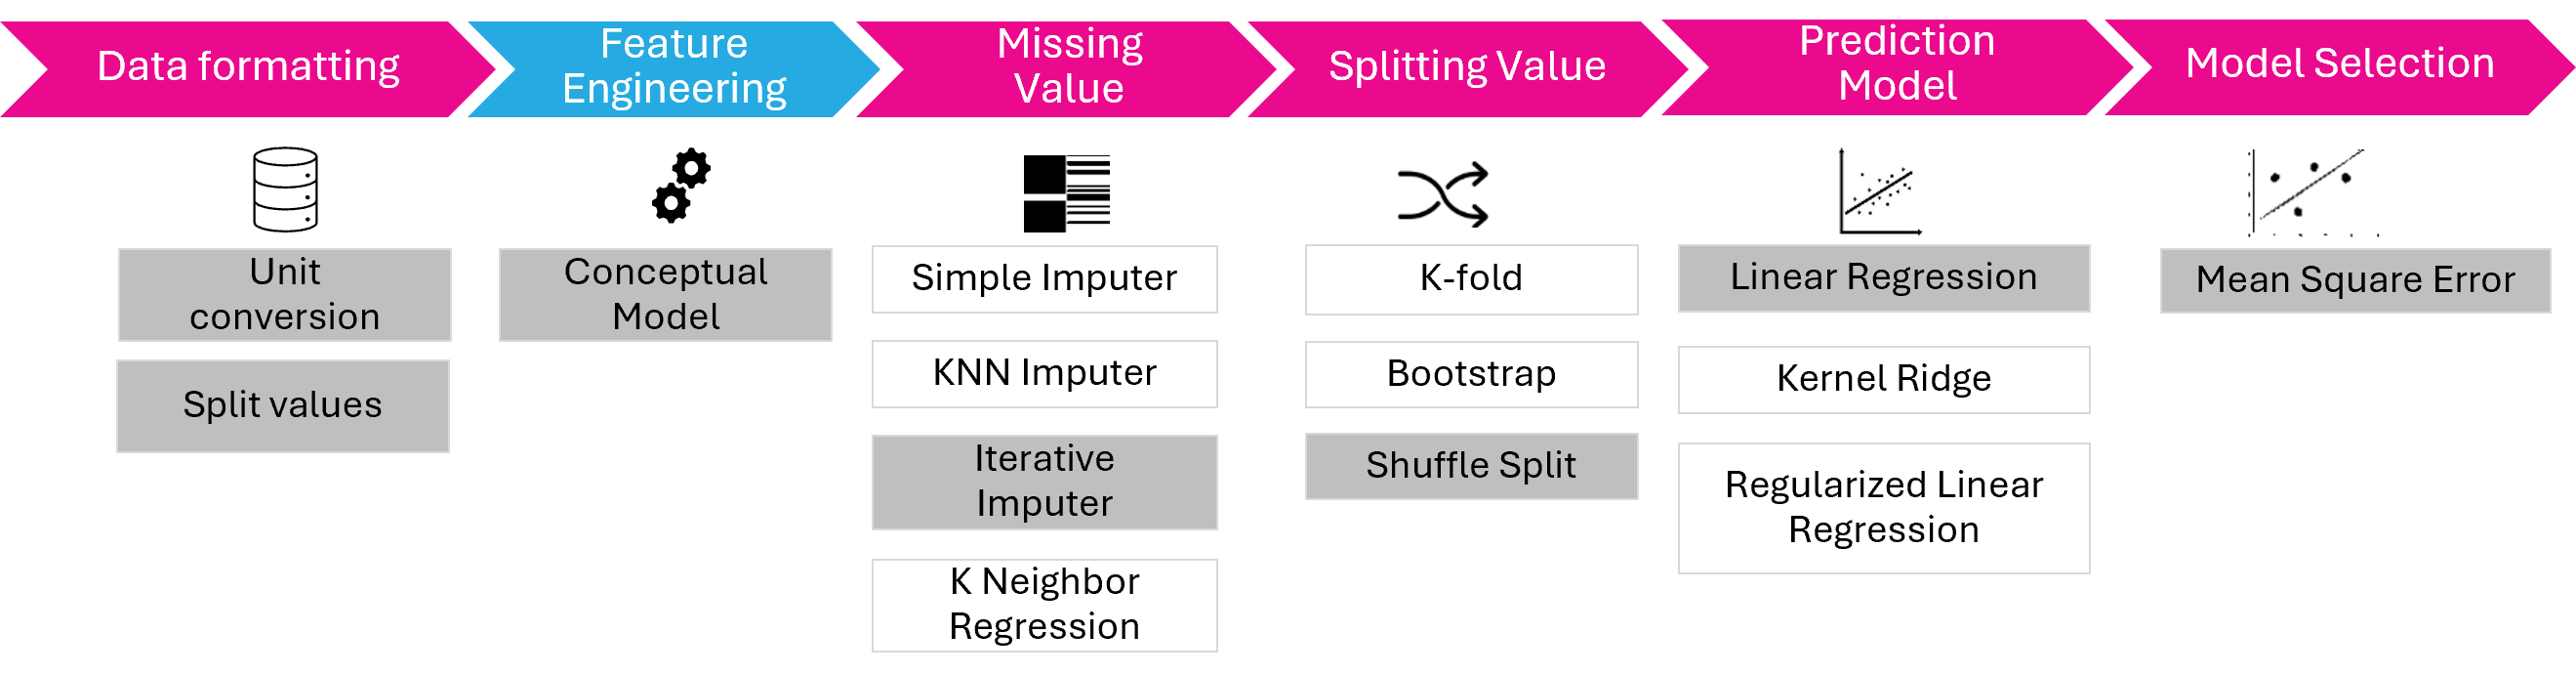 Data formatting
Feature
Engineering
Missing
Value
Splitting Value
Prediction
Model
Model Selection
Unit
conversion
Split values
Conceptual
Model
Simple Imputer
KNN Imputer
Iterative
Imputer
K Neighbor
Regression
K-fold
Bootstrap
Shuffle Split
Linear Regression
Kernel Ridge
Regularized Linear
Regression
Mean Square Error